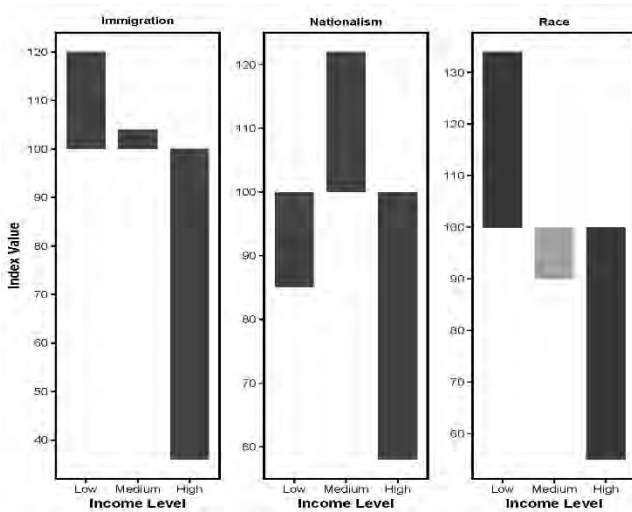 Immigration
Nationalism
Race
Index Value
120
110
100
90
80
70
60
50
40
120
110
100
90
80
70
60
130
120
110
100
90
80
70
60
Low
Medium
High
Low
Medium
High
Low
Medium
High
Income Level
Income Level
Income Level